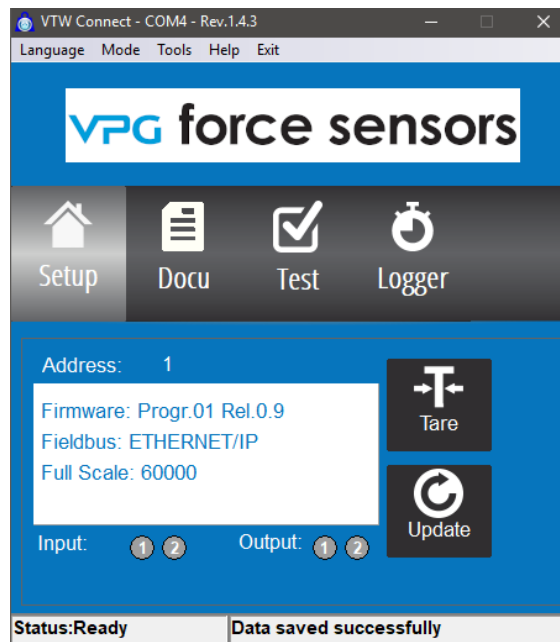 VTW Connect - COM4 - Rev.1.4.3
Language Mode Tools Help Exit
VPG force sensors
Setup Docu Test Logger
Address: 1
Firmware: Progr.01 Rel.0.9
Fieldbus: ETHERNET/IP
Full Scale: 60000
Tare
Update
Input: 1 2 Output: 1 2
Status:Ready Data saved successfully